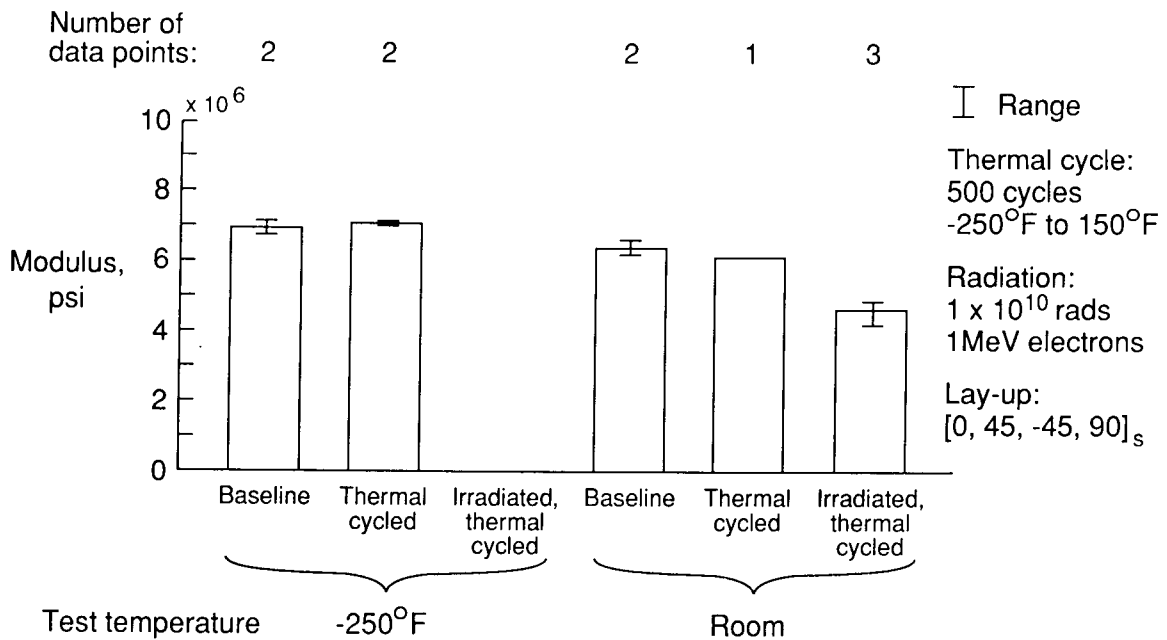 Number of
data points:
2 2 2 1 3
x 10^6
10
8
6
4
2
0
Modulus,
psi
Range
Thermal cycle:
500 cycles
-250°F to 150°F
Radiation:
1 x 10^10 rads
1MeV electrons
Lay-up:
[0, 45, -45, 90]_s
Baseline
Thermal
cycled
Irradiated,
thermal
cycled
Baseline
Thermal
cycled
Irradiated,
thermal
cycled
Test temperature -250°F Room